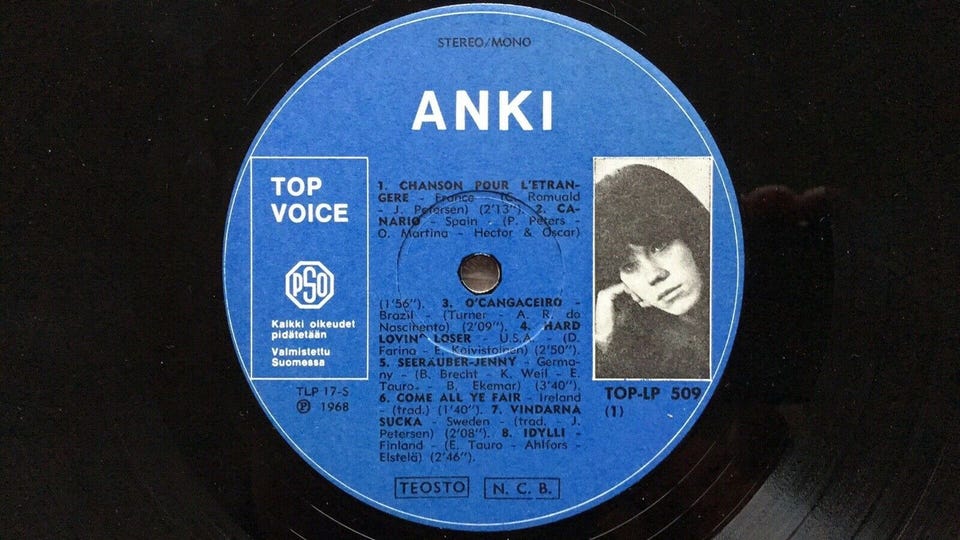 STEREO/MONO
ANKI
TOP
VOICE
PSO
Kaikki oikeudet
pidätetään
Valmistettu
Suomessa
TLP 17-S
℗ 1968
1. CHANSON POUR L'ETRAN-
GERE - France - (C. Romuald
- J. Petersen) (2'13"). 2. CA-
NARIO - Spain - (P. Peters -
O. Martina - Hector & Oscar)
(1'56"). 3. O'CANGACEIRO -
Brazil - (Turner - A. R. do
Nascihento) (2'09"). 4. HARD
LOVIN' LOSER - U.S.A. - (D.
Farina - E. Koivistoinen) (2'50").
5. SEERÄUBER-JENNY - Germa-
ny - (B. Brecht - K. Weil - E.
Tauro - B. Ekemar) (3'40").
6. COME ALL YE FAIR - Ireland
- (trad.) (1'40"). 7. VINDARNA
SUCKA - Sweden - (trad. - J.
Petersen) (2'08"). 8. IDYLLI -
Finland - (E. Tauro - Ahlfors -
Elstelä) (2'46").
TOP-LP 509
(1)
TEOSTO N. C. B.